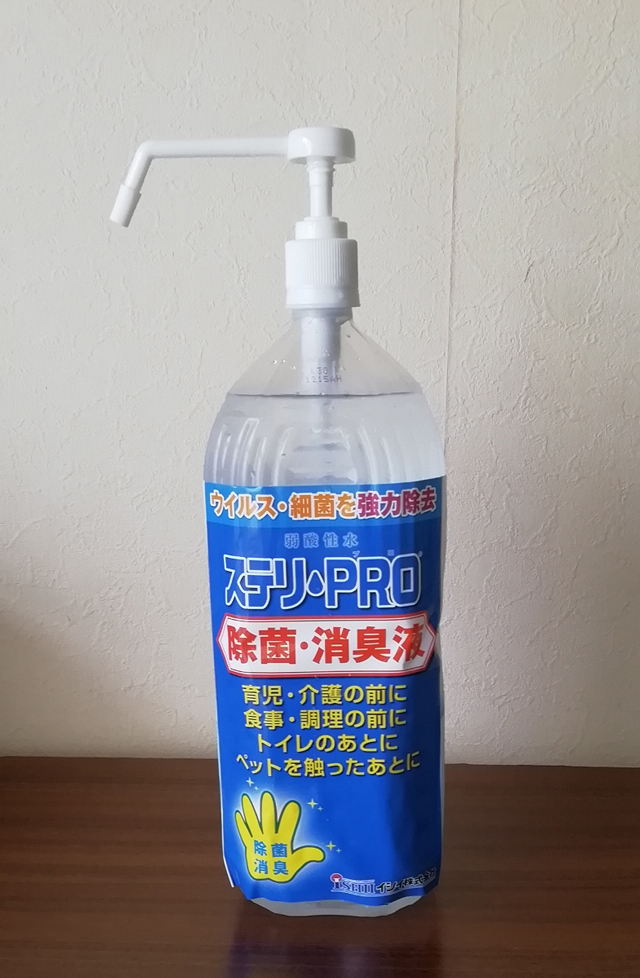 ウイルス・細菌を強力除去
弱酸性水
ステリ・PRO
除菌・消臭液
育児・介護の前に
食事・調理の前に
トイレのあとに
ペットを触ったあとに
除菌
消臭
イシイ株式会社